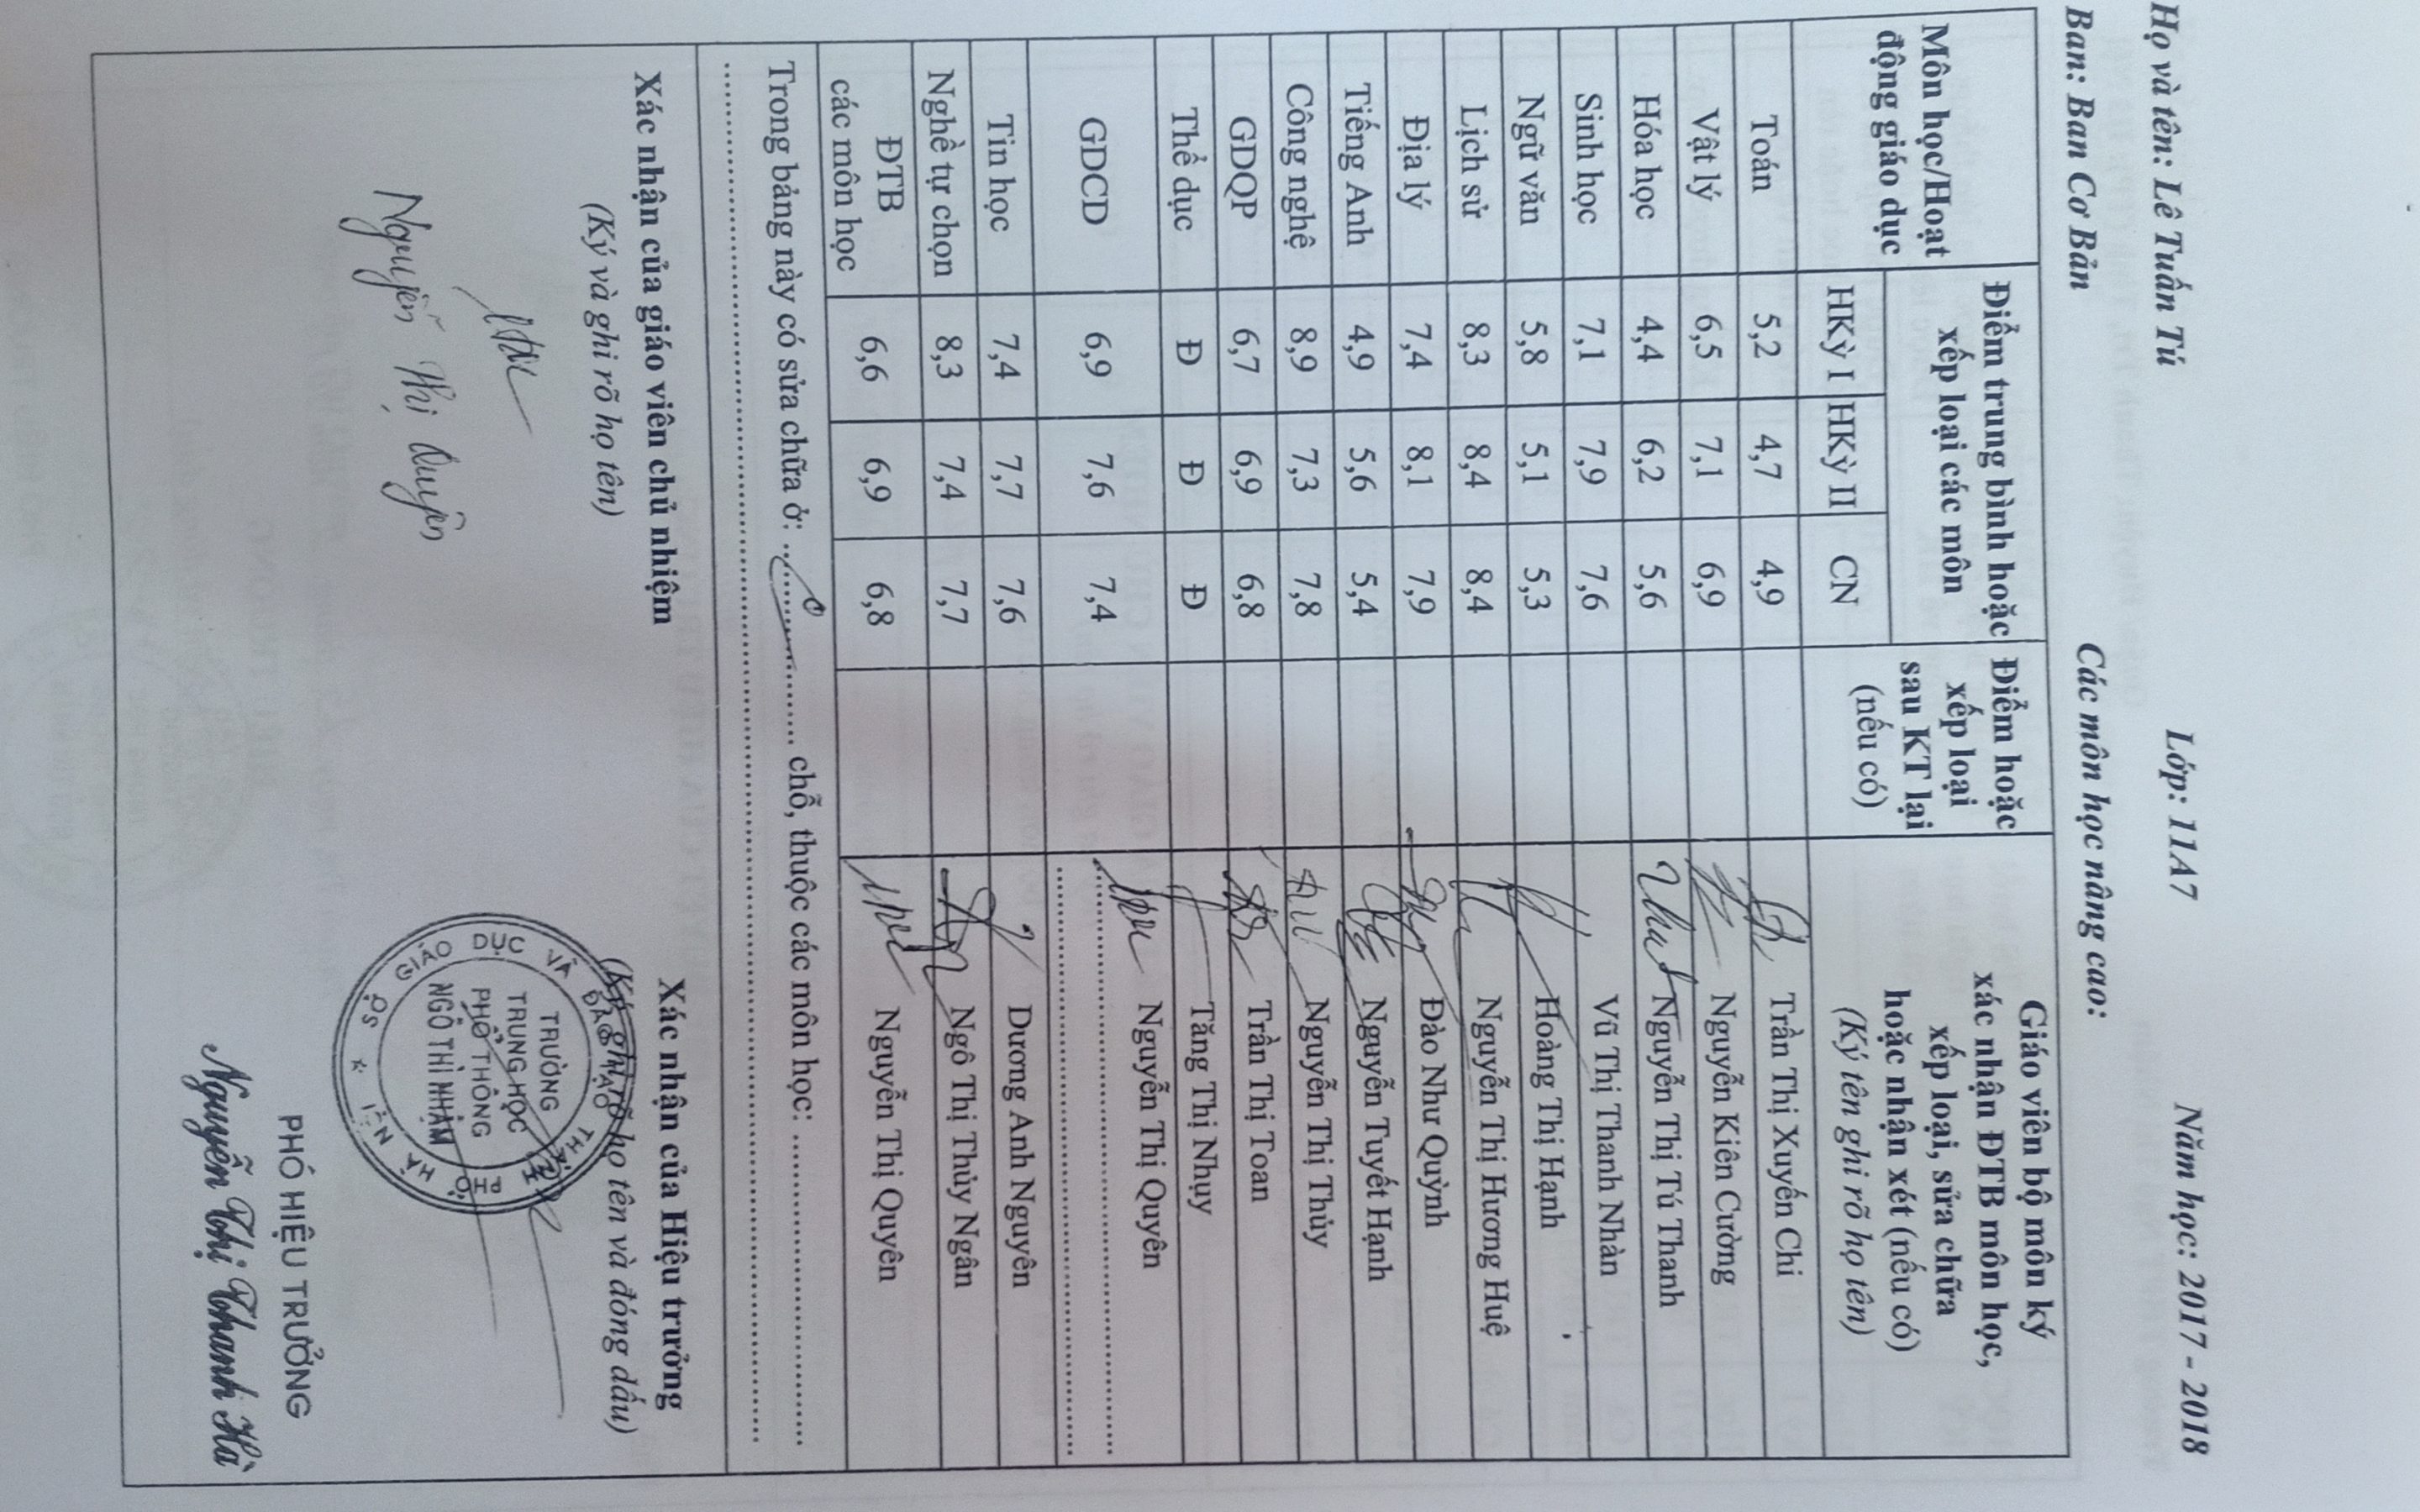 Họ và tên: Lê Tuấn Tú Lớp: 11A7 Năm học: 2017 - 2018
Ban: Ban Cơ Bản Các môn học nâng cao:
Môn học/Hoạt động giáo dục
Điểm trung bình hoặc xếp loại các môn
Điểm hoặc xếp loại sau KT lại (nếu có)
Giáo viên bộ môn ký xác nhận ĐTB môn học, xếp loại, sửa chữa hoặc nhận xét (nếu có)
(Ký tên ghi rõ họ tên)
HKỳ I HKỳ II CN
Toán 5,2 4,7 4,9 Trần Thị Xuyến Chi
Vật lý 6,5 7,1 6,9 Nguyễn Kiên Cường
Hóa học 4,4 6,2 5,6 Nguyễn Thị Tú Thanh
Sinh học 7,1 7,9 7,6 Vũ Thị Thanh Nhàn
Ngữ văn 5,8 5,1 5,3 Hoàng Thị Hạnh
Lịch sử 8,3 8,4 8,4 Nguyễn Thị Hương Huệ
Địa lý 7,4 8,1 7,9 Đào Như Quỳnh
Tiếng Anh 4,9 5,6 5,4 Nguyễn Tuyết Hạnh
Công nghệ 8,9 7,3 7,8 Nguyễn Thị Thủy
GDQP 6,7 6,9 6,8 Trần Thị Toan
Thể dục Đ Đ Đ Tăng Thị Nhụy
GDCD 6,9 7,6 7,4 Nguyễn Thị Quyên
Tin học 7,4 7,7 7,6 Dương Anh Nguyên
Nghề tự chọn 8,3 7,4 7,7 Ngô Thị Thủy Ngân
ĐTB các môn học 6,6 6,9 6,8 Nguyễn Thị Quyên
Trong bảng này có sửa chữa ở: .................... chỗ, thuộc các môn học: ....................
Xác nhận của giáo viên chủ nhiệm
(Ký và ghi rõ họ tên)
Nguyễn Thị Quyên
Xác nhận của Hiệu trưởng
(Ký, ghi rõ họ tên và đóng dấu)
SỞ GIÁO DỤC VÀ ĐÀO TẠO THÀNH PHỐ HÀ NỘI
TRƯỜNG
TRUNG HỌC
PHỔ THÔNG
NGÔ THÌ NHẬM
PHÓ HIỆU TRƯỞNG
Nguyễn Thị Thanh Hà